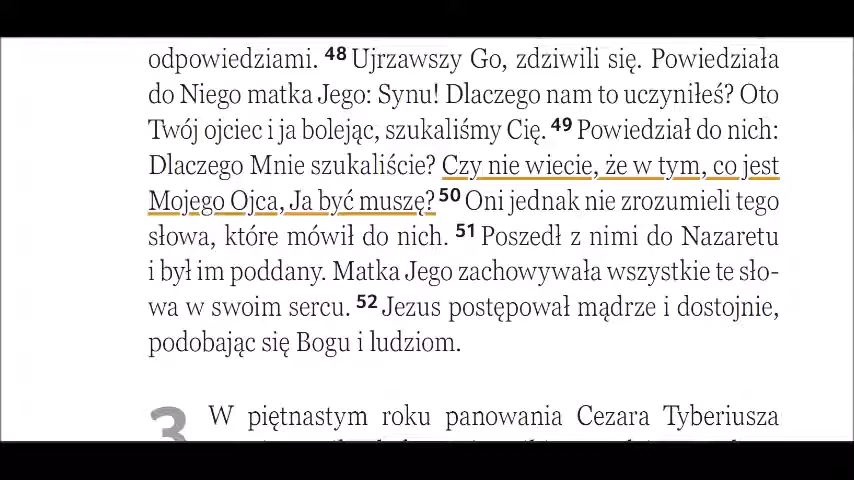 odpowiedziami. 48 Ujrzawszy Go, zdziwili się. Powiedziała
do Niego matka Jego: Synu! Dlaczego nam to uczyniłeś? Oto
Twój ojciec i ja bolejąc, szukaliśmy Cię. 49 Powiedział do nich:
Dlaczego Mnie szukaliście? Czy nie wiecie, że w tym, co jest
Mojego Ojca, Ja być muszę? 50 Oni jednak nie zrozumieli tego
słowa, które mówił do nich. 51 Poszedł z nimi do Nazaretu
i był im poddany. Matka Jego zachowywała wszystkie te sło-
wa w swoim sercu. 52 Jezus postępował mądrze i dostojnie,
podobając się Bogu i ludziom.
3 W piętnastym roku panowania Cezara Tyberiusza